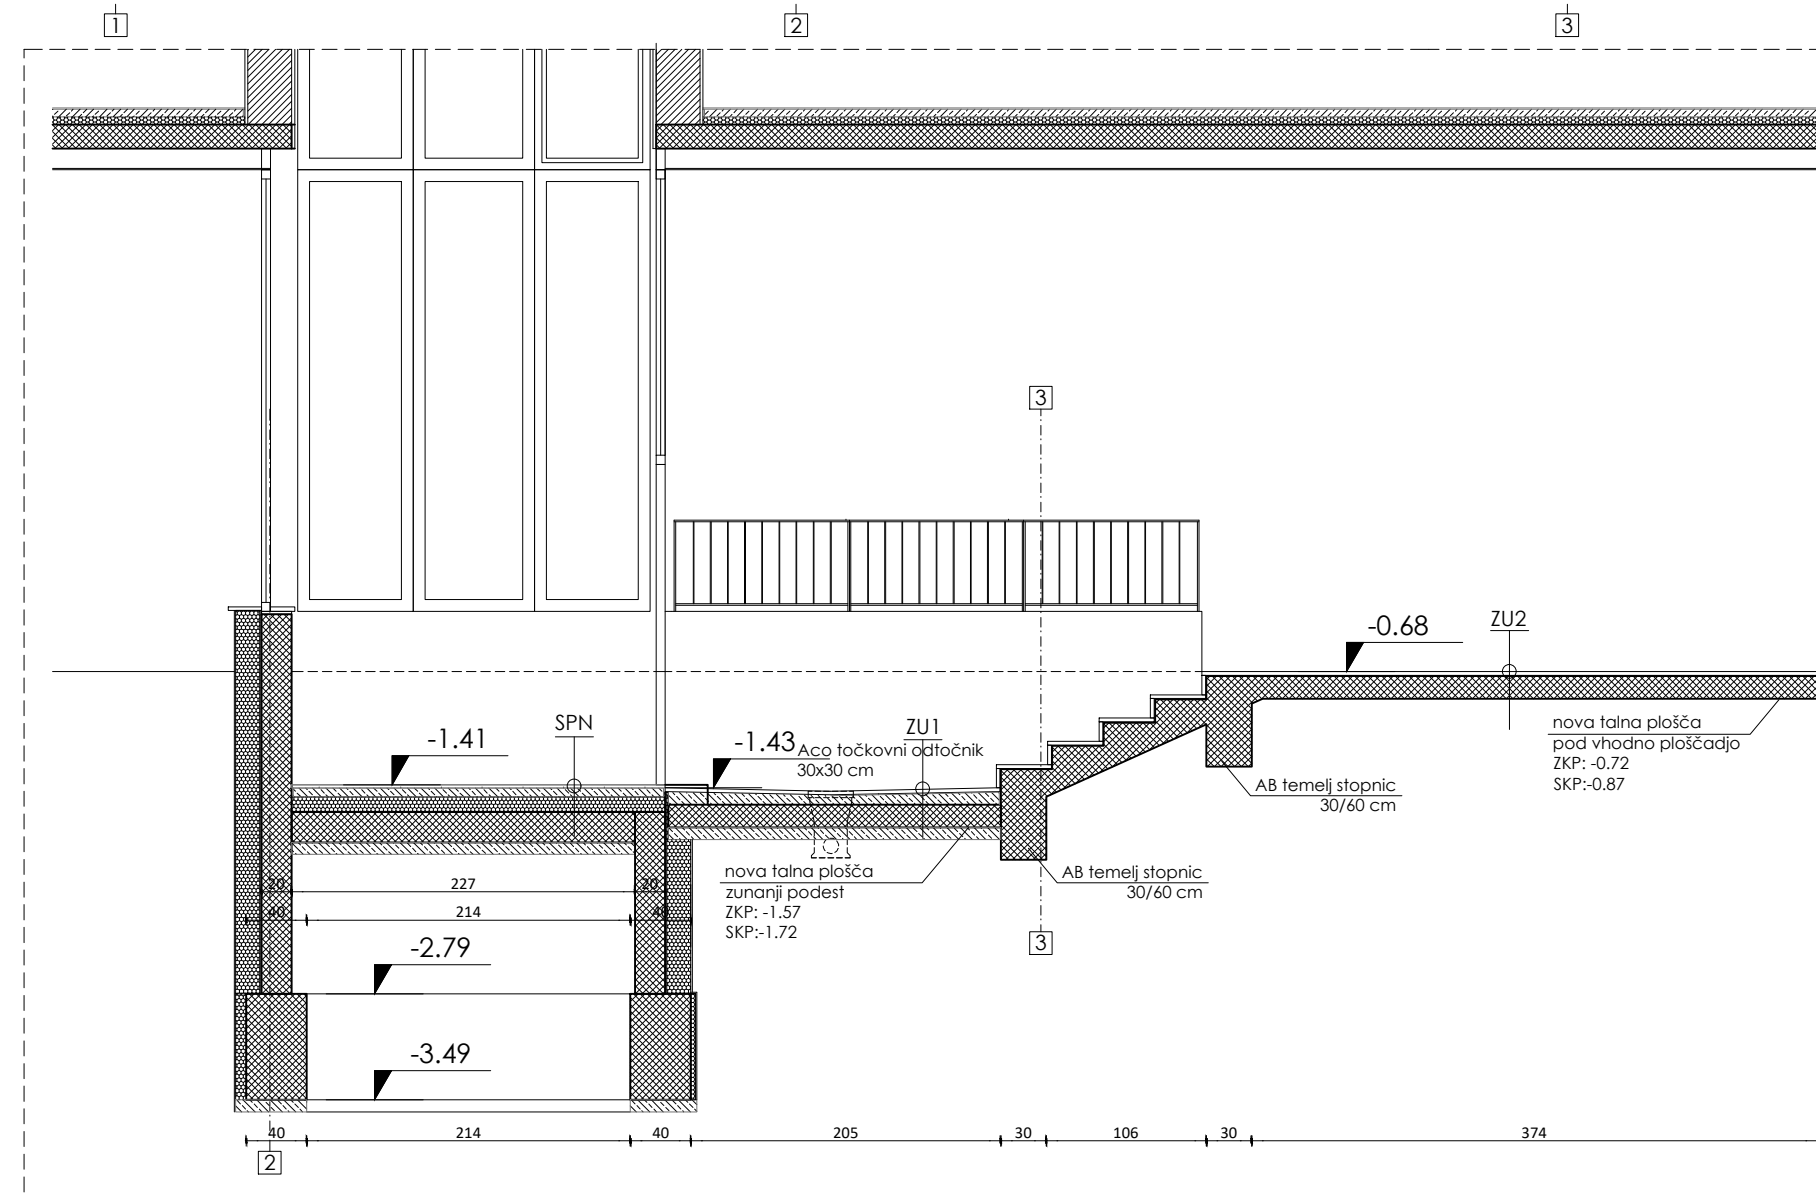 1
2
3
3
-0.68
ZU2
SPN
-1.41
ZU1
-1.43
Aco točkovni odtočnik
30x30 cm
nova talna plošča
pod vhodno ploščadjo
ZKP: -0.72
SKP:-0.87
AB temelj stopnic
30/60 cm
nova talna plošča
zunanji podest
ZKP: -1.57
SKP:-1.72
AB temelj stopnic
30/60 cm
20
227
20
40
214
40
3
-2.79
-3.49
40
214
40
205
30
106
30
374
2